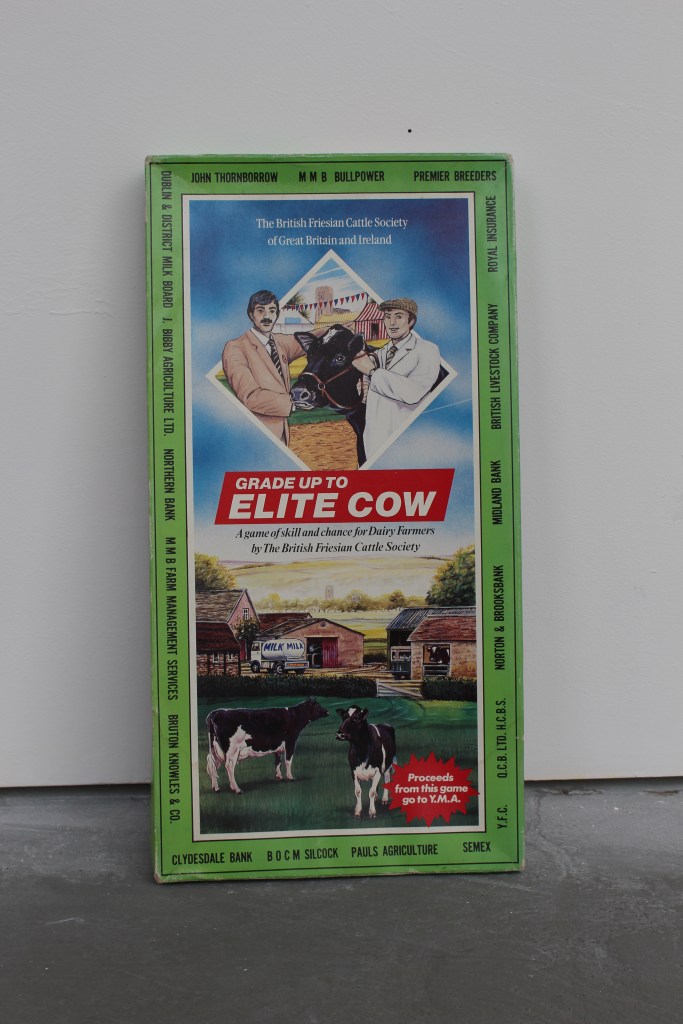 JOHN THORNBORROW M M B BULLPOWER PREMIER BREEDERS
DUBLIN & DISTRICT MILK BOARD J. BIBBY AGRICULTURE LTD. NORTHERN BANK M M B FARM MANAGEMENT SERVICES BRUTON KNOWLES & CO.
The British Friesian Cattle Society
of Great Britain and Ireland
GRADE UP TO
ELITE COW
A game of skill and chance for Dairy Farmers
by The British Friesian Cattle Society
MILK MILK
Proceeds
from this game
go to Y.M.A.
Y.F.C. Q.C.B. LTD. H.C.B.S. NORTON & BROOKSBANK MIDLAND BANK BRITISH LIVESTOCK COMPANY ROYAL INSURANCE
CLYDESDALE BANK B O C M SILCOCK PAULS AGRICULTURE SEMEX